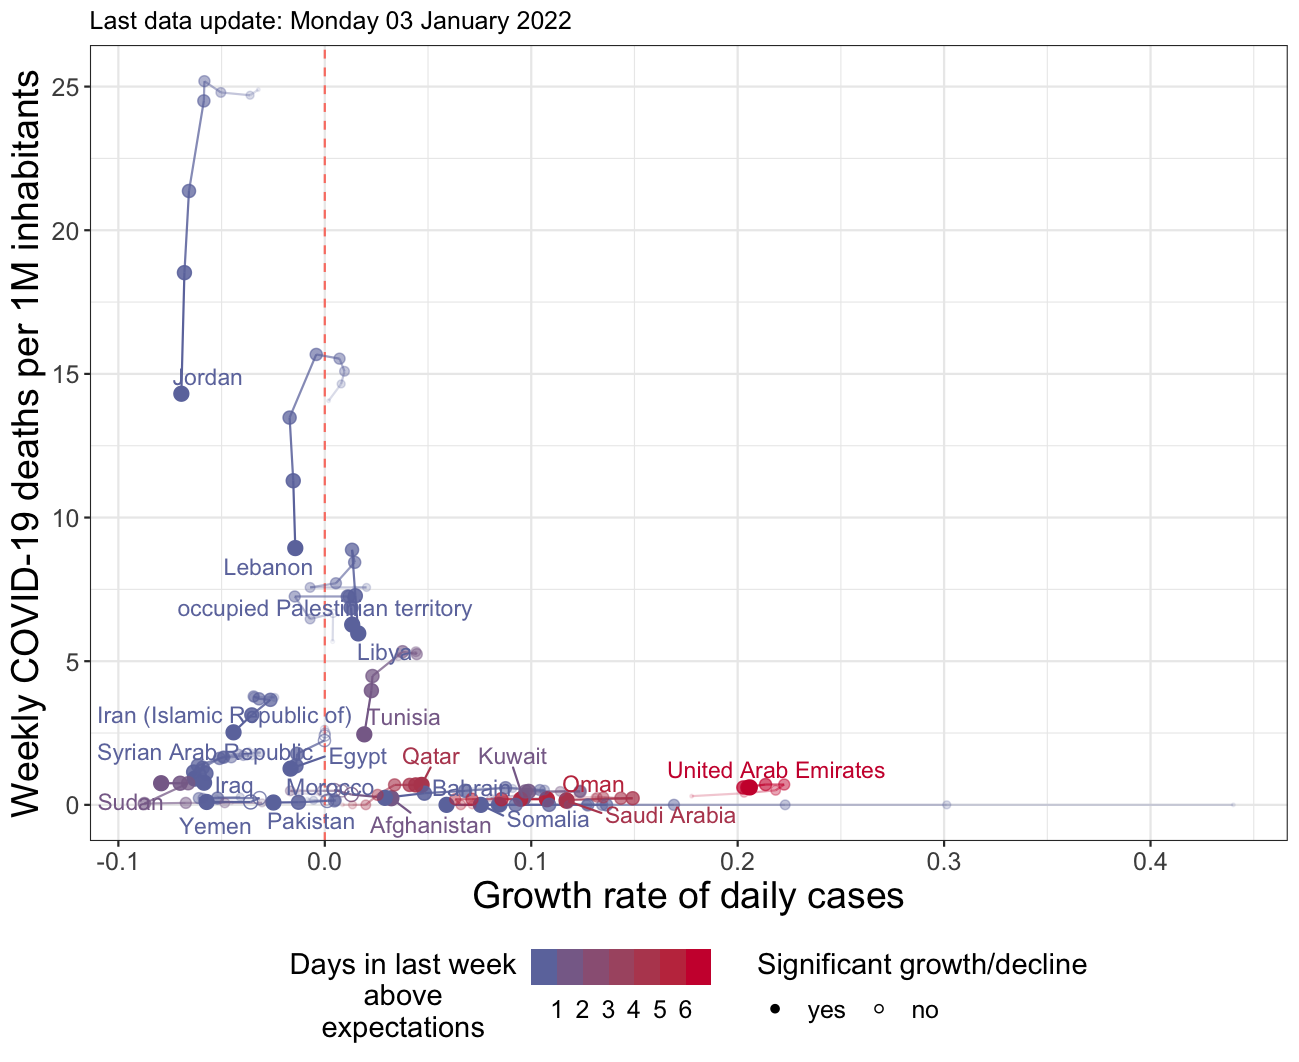 Last data update: Monday 03 January 2022
Weekly COVID-19 deaths per 1M inhabitants
25
20
15
10
5
0
Jordan
Lebanon
occupied Palestinian territory
Libya
Iran (Islamic Republic of)
Tunisia
Syrian Arab Republic
Egypt
Qatar
Kuwait
United Arab Emirates
Iraq
Morocco
Bahrain
Oman
Sudan
Yemen
Pakistan
Afghanistan
Somalia
Saudi Arabia
-0.1 0.0 0.1 0.2 0.3 0.4
Growth rate of daily cases
Days in last week
above
expectations
1 2 3 4 5 6
Significant growth/decline
yes no